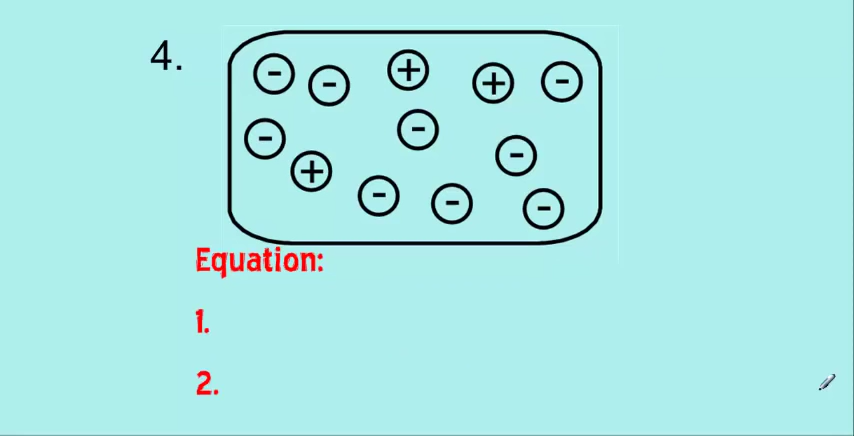 4.
- - + + -
- - -
+ - - -
Equation:
1.
2.